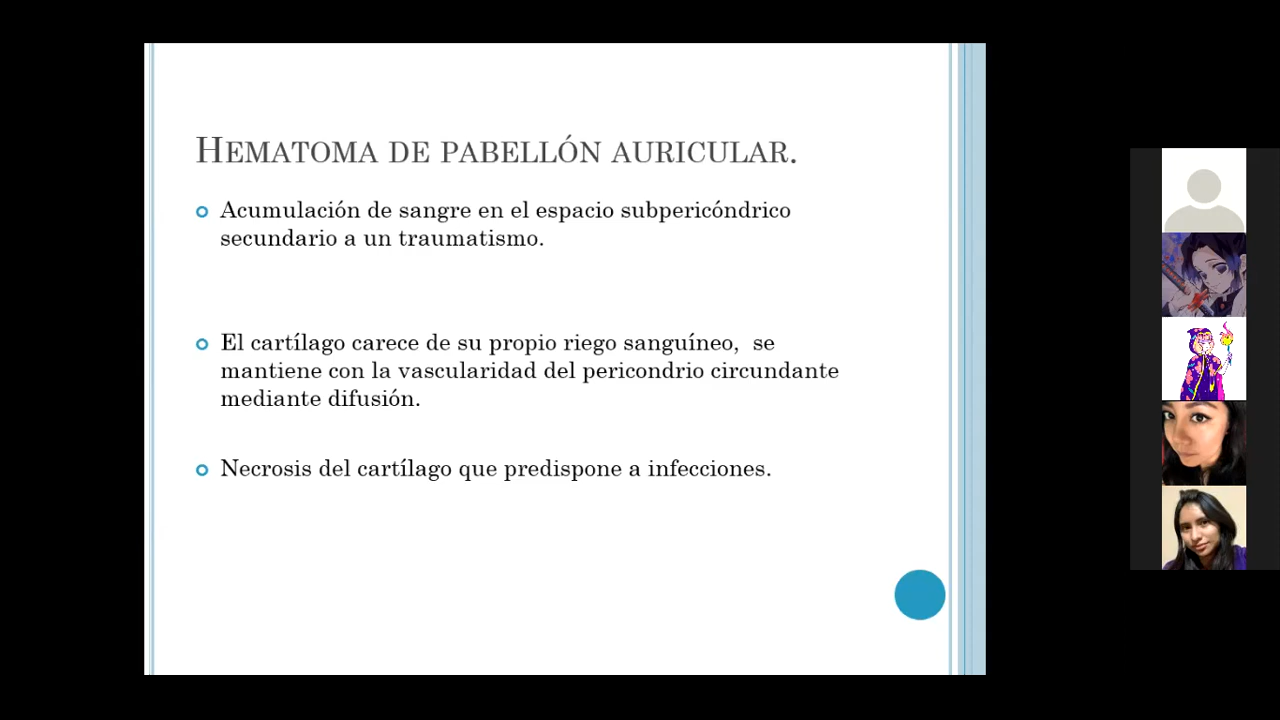 HEMATOMA DE PABELLÓN AURICULAR.
Acumulación de sangre en el espacio subpericóndrico
secundario a un traumatismo.
El cartílago carece de su propio riego sanguíneo, se
mantiene con la vascularidad del pericondrio circundante
mediante difusión.
Necrosis del cartílago que predispone a infecciones.